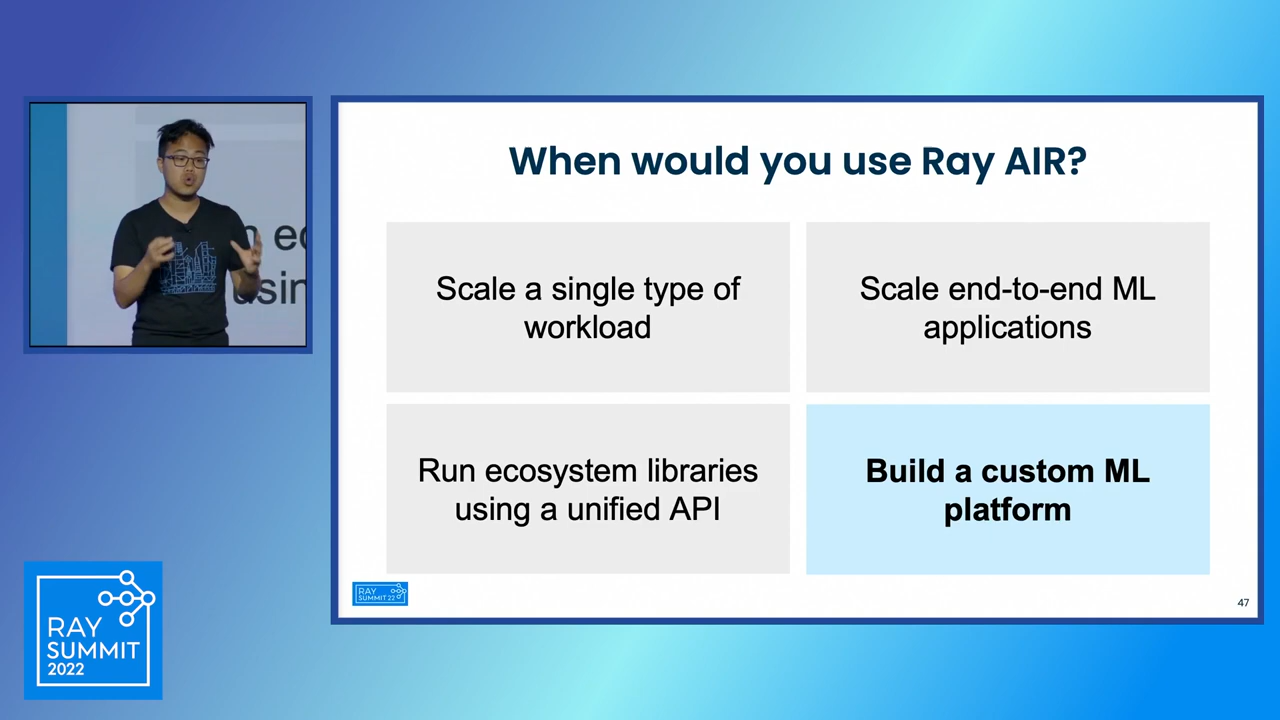 When would you use Ray AIR?
Scale a single type of
workload
Scale end-to-end ML
applications
Run ecosystem libraries
using a unified API
Build a custom ML
platform
RAY
SUMMIT 22
47
RAY
SUMMIT
2022